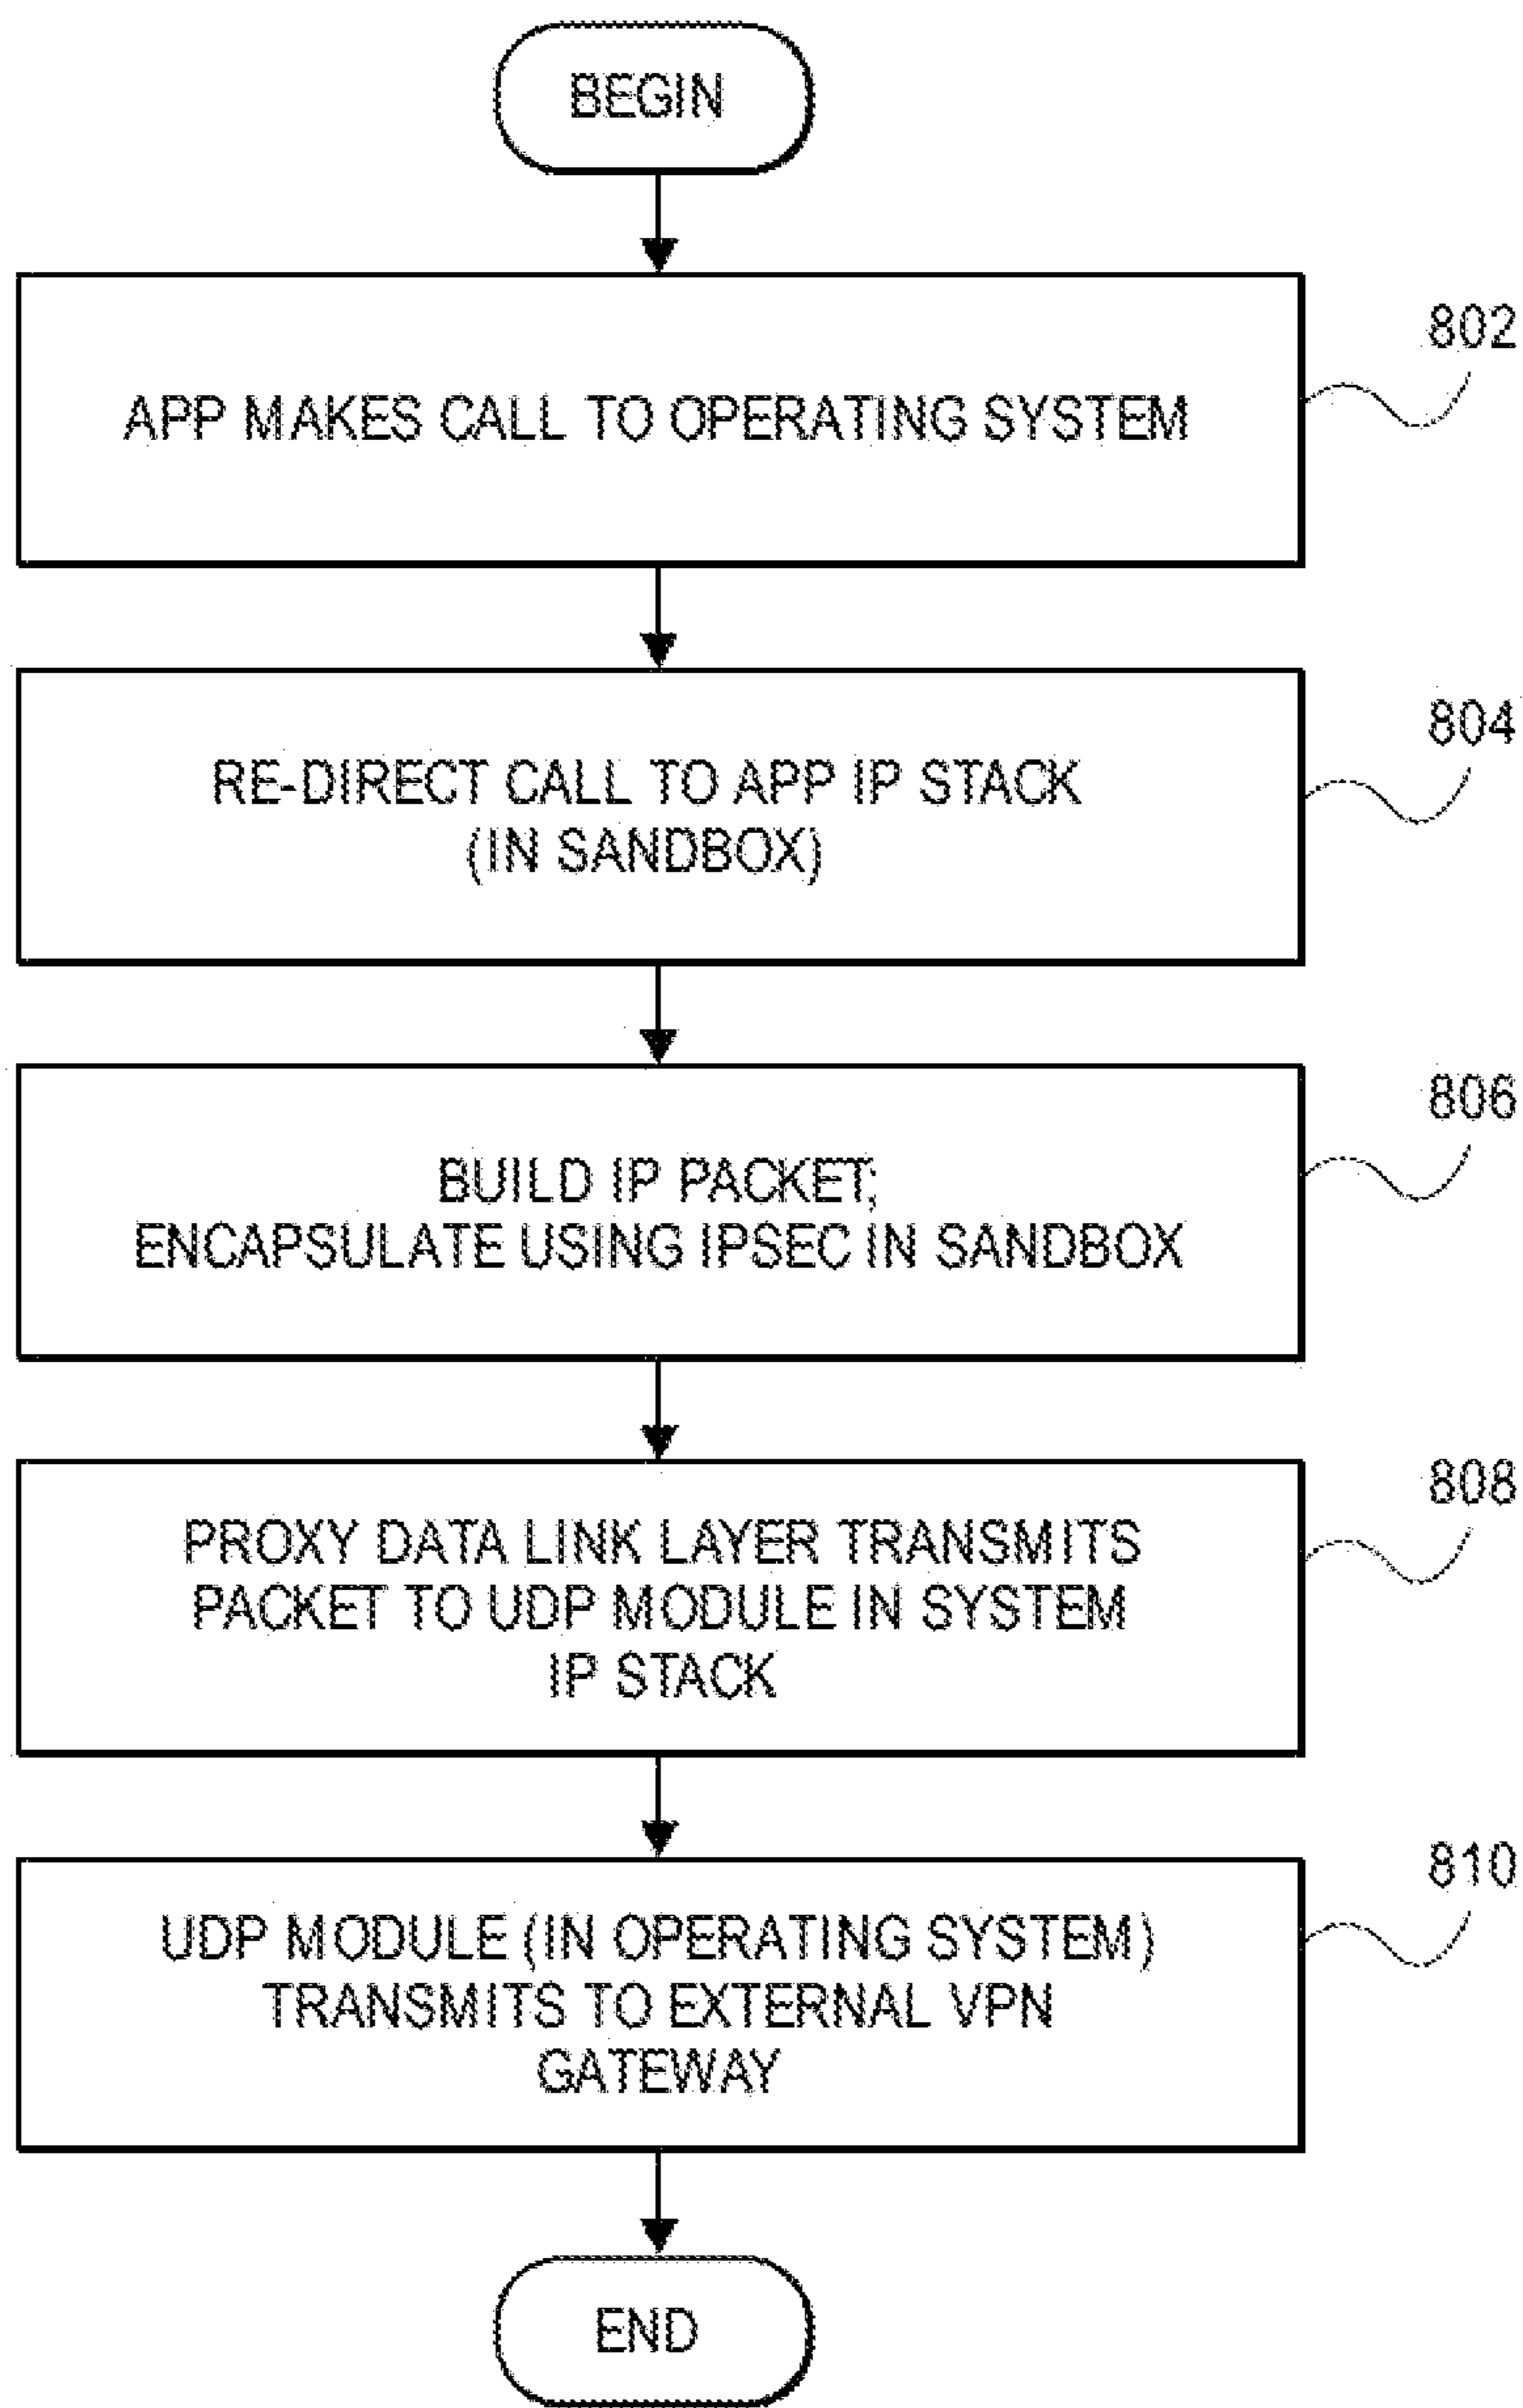 BEGIN
802
APP MAKES CALL TO OPERATING SYSTEM
804
RE-DIRECT CALL TO APP IP STACK
(IN SANDBOX)
806
BUILD IP PACKET;
ENCAPSULATE USING IPSEC IN SANDBOX
808
PROXY DATA LINK LAYER TRANSMITS
PACKET TO UDP MODULE IN SYSTEM
IP STACK
810
UDP MODULE (IN OPERATING SYSTEM)
TRANSMITS TO EXTERNAL VPN
GATEWAY
END